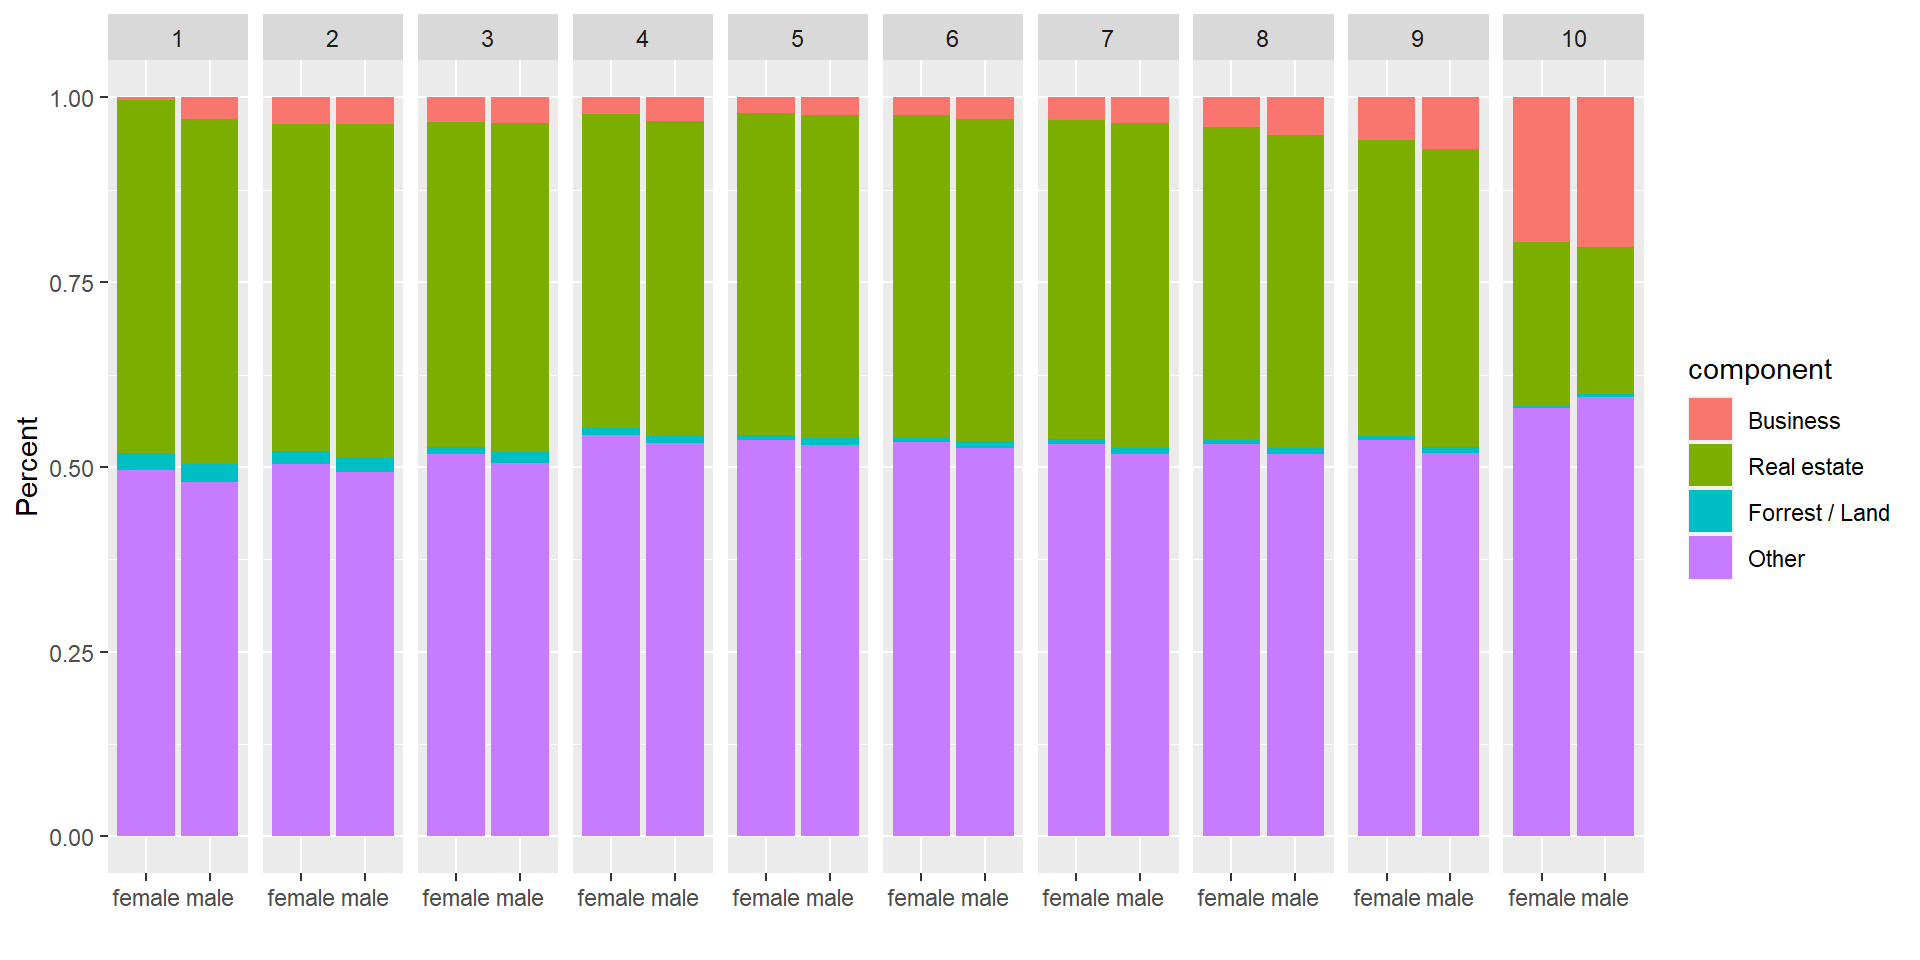 1 2 3 4 5 6 7 8 9 10
1.00
0.75
0.50
0.25
0.00
Percent
female male female male female male female male female male female male female male female male female male female male
component
Business
Real estate
Forrest / Land
Other